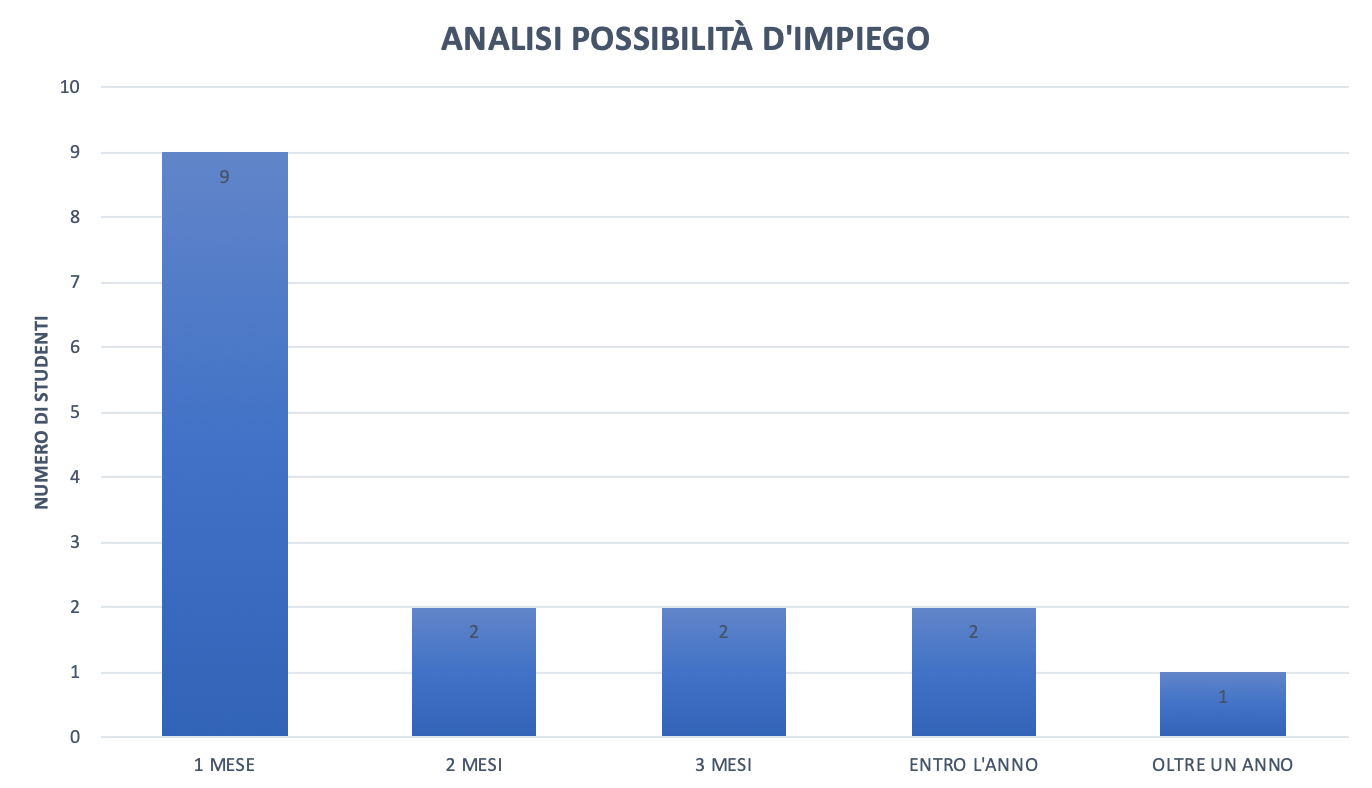 ANALISI POSSIBILITÀ D'IMPIEGO
NUMERO DI STUDENTI
10
9
8
7
6
5
4
3
2
1
0
9
2
2
2
1
1 MESE
2 MESI
3 MESI
ENTRO L'ANNO
OLTRE UN ANNO